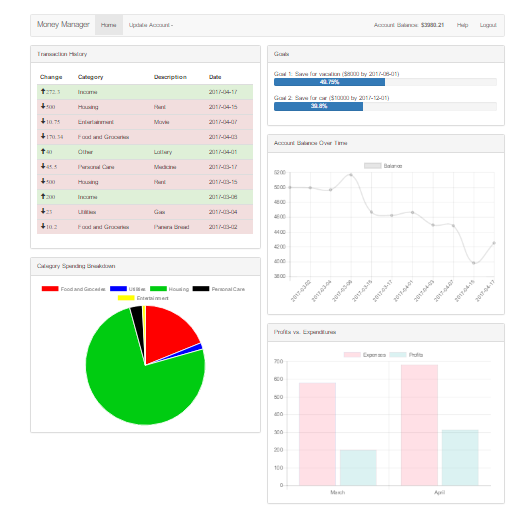 Money Manager Home Update Account Account Balance: $3980.21 Help Logout
Transaction History
Change Category Description Date
272.5 Income 2017-04-17
500 Housing Rent 2017-04-15
10.75 Entertainment Movie 2017-04-07
170.34 Food and Groceries 2017-04-03
90 Other Lottery 2017-04-01
45.5 Personal Care Medicine 2017-03-17
500 Housing Rent 2017-03-15
200 Income 2017-03-06
23 Utilities Gas 2017-03-04
10.2 Food and Groceries Panera Bread 2017-03-02
Category Spending Breakdown
Food and Groceries Utilities Housing Personal Care
Entertainment
Goals
Goal 1: Save for vacation ($8000 by 2017-06-01)
49.75%
Goal 2: Save for car ($10000 by 2017-12-01)
39.8%
Account Balance Over Time
Balance
5200
5000
4800
4600
4400
4200
4000
3800
2017-03-02 2017-03-04 2017-03-06 2017-03-15 2017-03-17 2017-04-01 2017-04-03 2017-04-07 2017-04-15 2017-04-17
Profits vs. Expenditures
Expenses Profits
700
600
500
400
300
200
100
0
March April